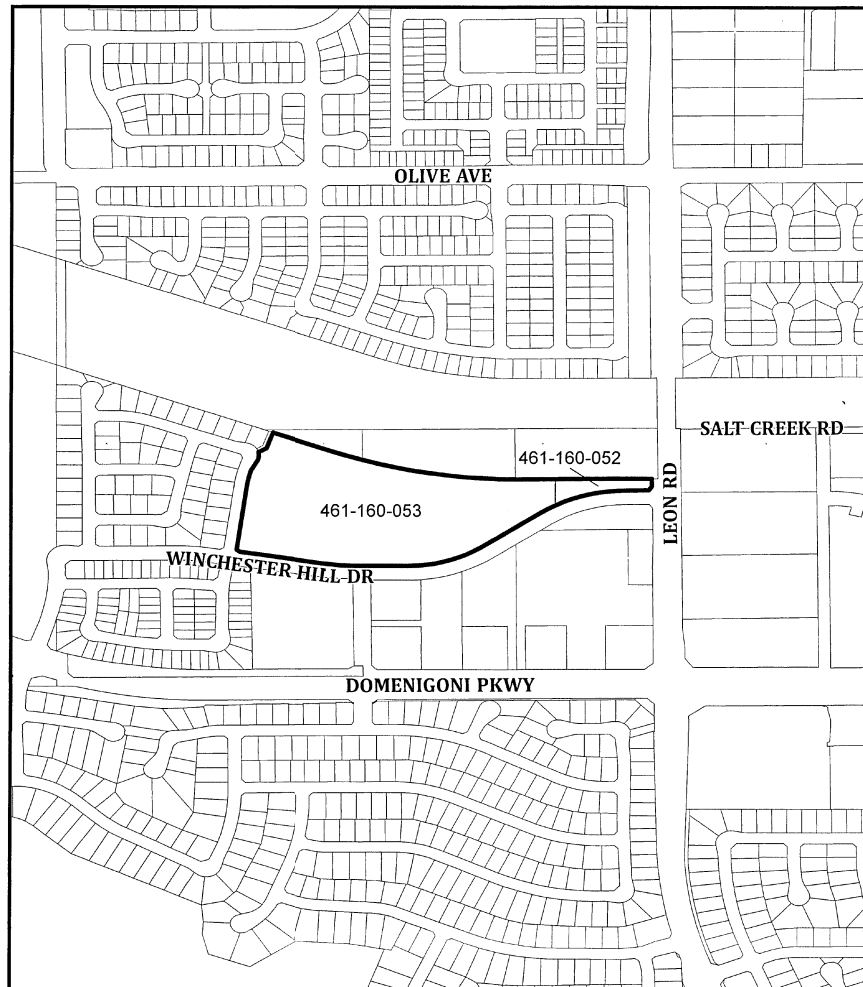 OLIVE AVE
SALT CREEK RD
461-160-052
LEON RD
461-160-053
WINCHESTER HILL DR
DOMENIGONI PKWY